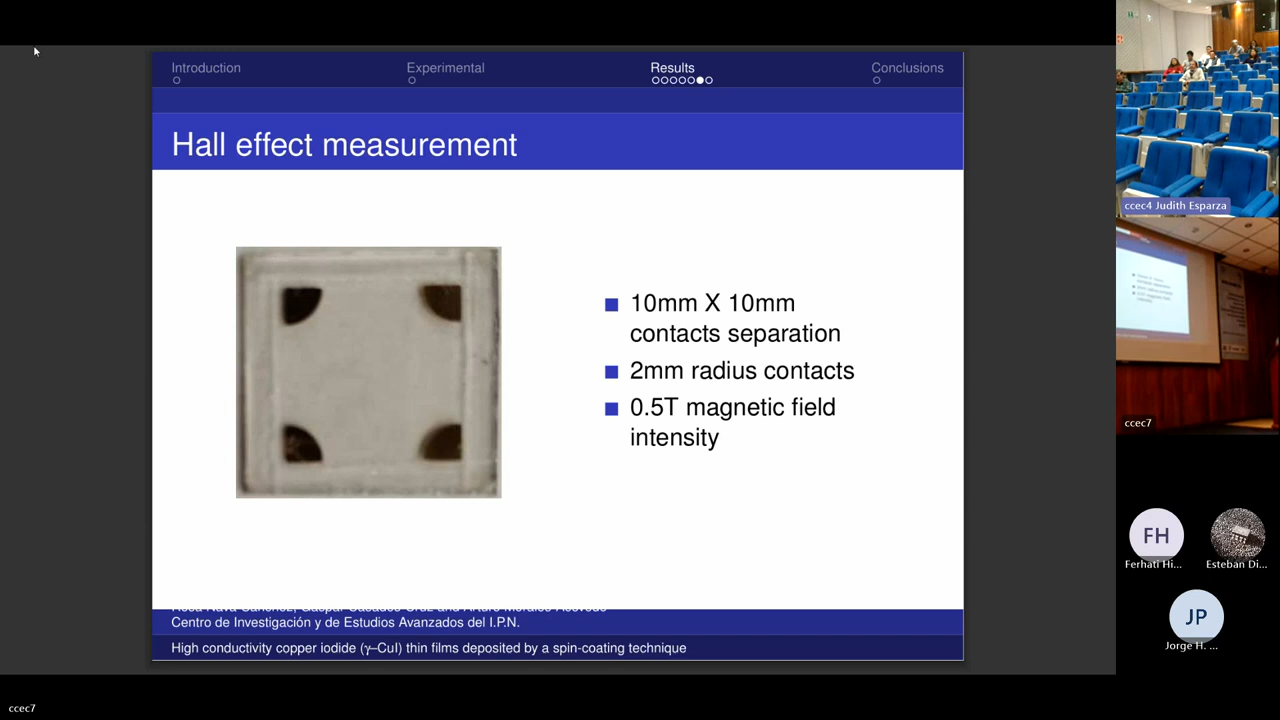 Introduction
Experimental
Results
Conclusions
Hall effect measurement
10mm X 10mm
contacts separation
2mm radius contacts
0.5T magnetic field
intensity
Centro de Investigación y de Estudios Avanzados del I.P.N.
High conductivity copper iodide (γ–CuI) thin films deposited by a spin-coating technique
ccec4 Judith Esparza
ccec7
FH
Ferhati Hi...
Esteban Di...
JP
Jorge H. ...
ccec7